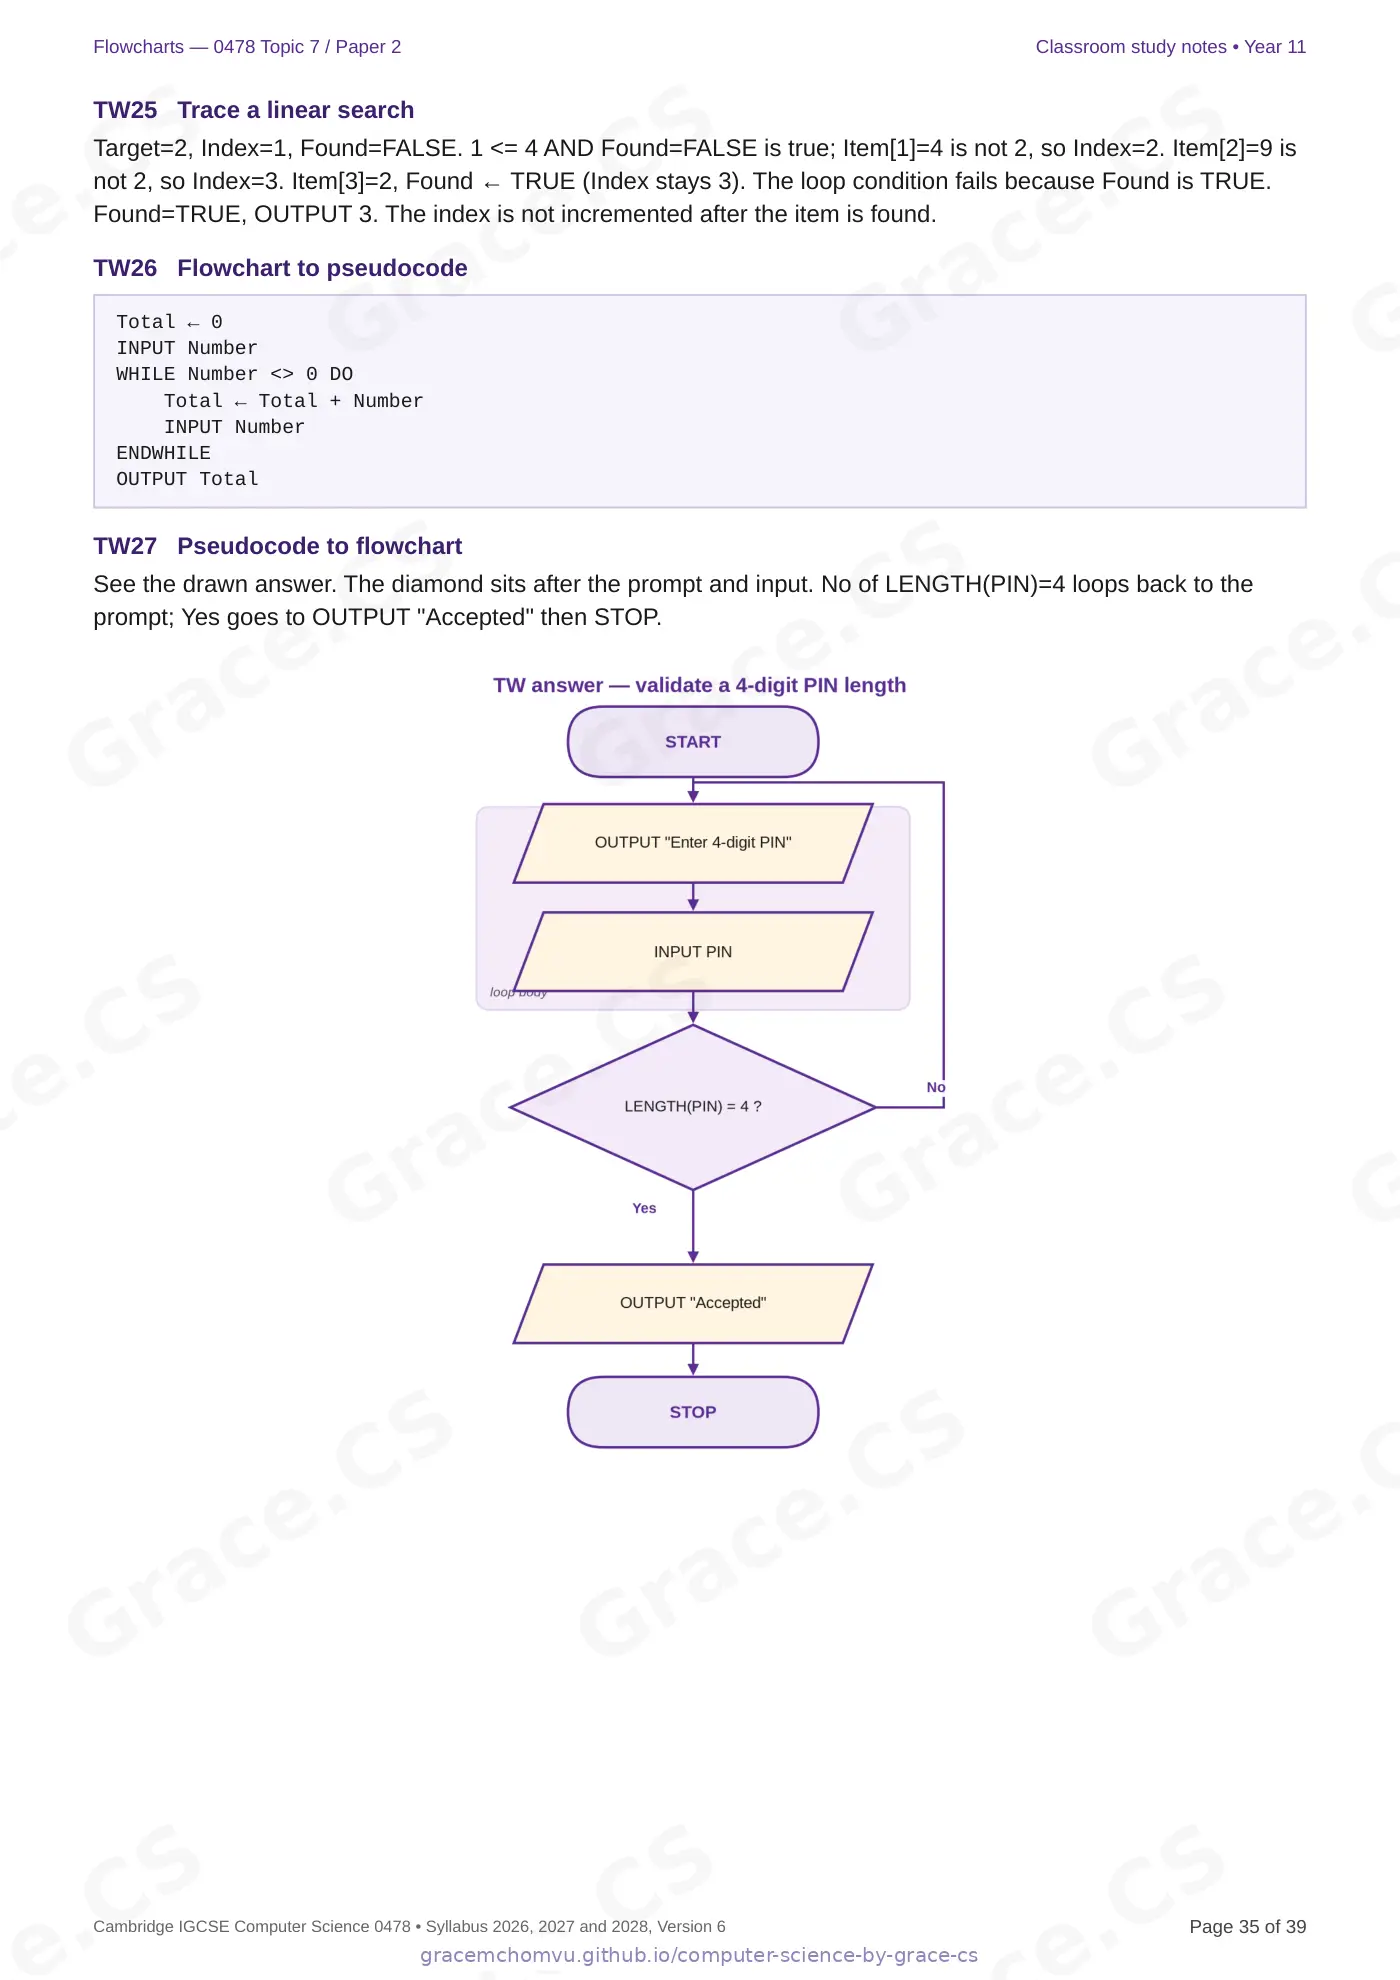 Flowcharts — 0478 Topic 7 / Paper 2
Classroom study notes • Year 11
TW25 Trace a linear search
Target=2, Index=1, Found=FALSE. 1 <= 4 AND Found=FALSE is true; Item[1]=4 is not 2, so Index=2. Item[2]=9 is
not 2, so Index=3. Item[3]=2, Found ← TRUE (Index stays 3). The loop condition fails because Found is TRUE.
Found=TRUE, OUTPUT 3. The index is not incremented after the item is found.
TW26 Flowchart to pseudocode
Total ← 0
INPUT Number
WHILE Number <> 0 DO
    Total ← Total + Number
    INPUT Number
ENDWHILE
OUTPUT Total
TW27 Pseudocode to flowchart
See the drawn answer. The diamond sits after the prompt and input. No of LENGTH(PIN)=4 loops back to the
prompt; Yes goes to OUTPUT "Accepted" then STOP.
TW answer — validate a 4-digit PIN length
START
OUTPUT "Enter 4-digit PIN"
INPUT PIN
loop body
LENGTH(PIN) = 4 ?
No
Yes
OUTPUT "Accepted"
STOP
Cambridge IGCSE Computer Science 0478 • Syllabus 2026, 2027 and 2028, Version 6
Page 35 of 39
gracemchomvu.github.io/computer-science-by-grace-cs
Grace.CS